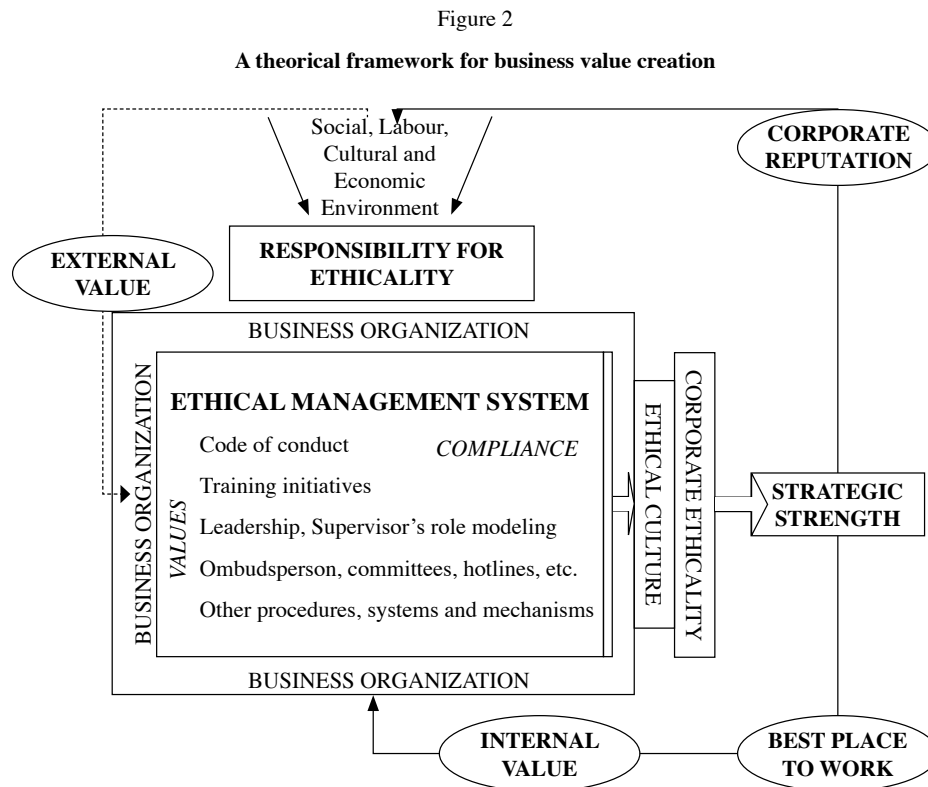 Figure 2
A theorical framework for business value creation
Social, Labour,
Cultural and
Economic
Environment
CORPORATE
REPUTATION
RESPONSIBILITY FOR
ETHICALITY
EXTERNAL
VALUE
BUSINESS ORGANIZATION
BUSINESS ORGANIZATION
ETHICAL MANAGEMENT SYSTEM
Code of conduct
COMPLIANCE
Training initiatives
Leadership, Supervisor’s role modeling
Ombudsperson, committees, hotlines, etc.
Other procedures, systems and mechanisms
VALUES
ETHICAL CULTURE
CORPORATE ETHICALITY
STRATEGIC
STRENGTH
BUSINESS ORGANIZATION
INTERNAL
VALUE
BEST PLACE
TO WORK